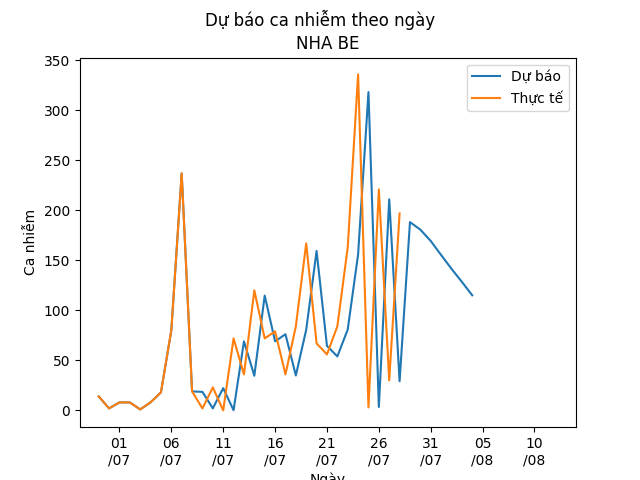 Dự báo ca nhiễm theo ngày
NHA BE
Dự báo
Thực tế
Ca nhiễm
350
300
250
200
150
100
50
0
01 06 11 16 21 26 31 05 10
/07 /07 /07 /07 /07 /07 /07 /08 /08
Ngày